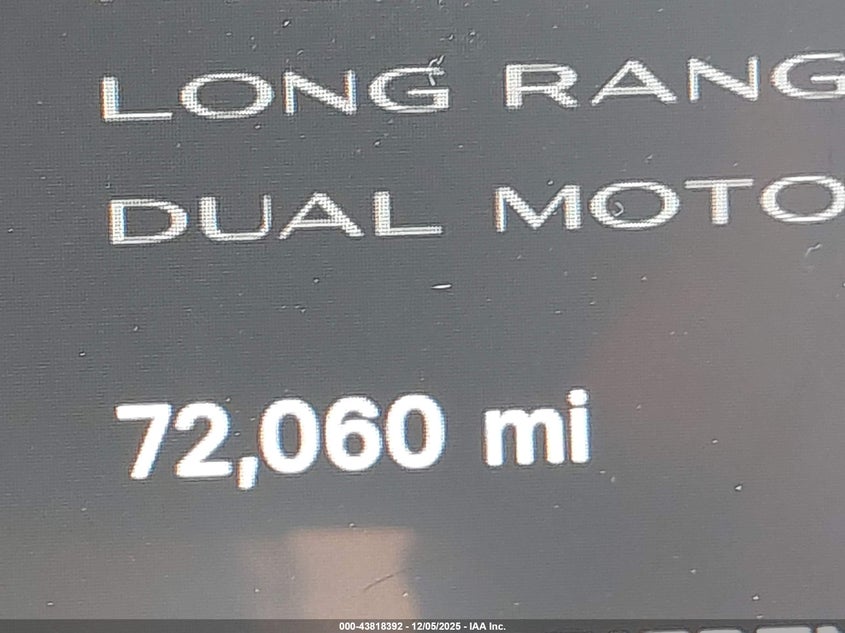 LONG RANG
DUAL MOTO
72,060 mi
000-43818392 - 12/05/2025 - IAA Inc.